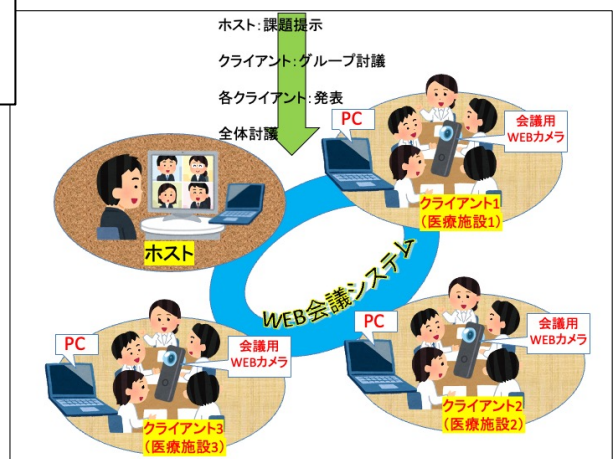 ホスト:課題提示
クライアント:グループ討議
各クライアント:発表
全体討議
PC
会議用
WEBカメラ
クライアント1
(医療施設1)
ホスト
WEB会議システム
PC
会議用
WEBカメラ
クライアント3
(医療施設3)
PC
会議用
WEBカメラ
クライアント2
(医療施設2)